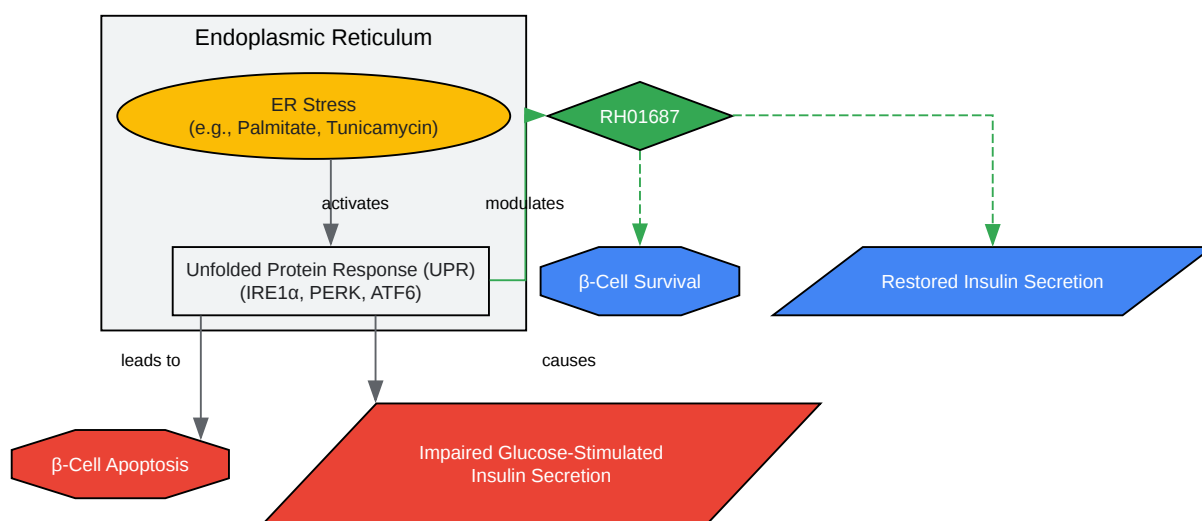 Endoplasmic Reticulum
ER Stress
(e.g., Palmitate, Tunicamycin)
RH01687
activates
modulates
Unfolded Protein Response (UPR)
(IRE1α, PERK, ATF6)
β-Cell Survival
Restored Insulin Secretion
leads to
causes
β-Cell Apoptosis
Impaired Glucose-Stimulated
Insulin Secretion